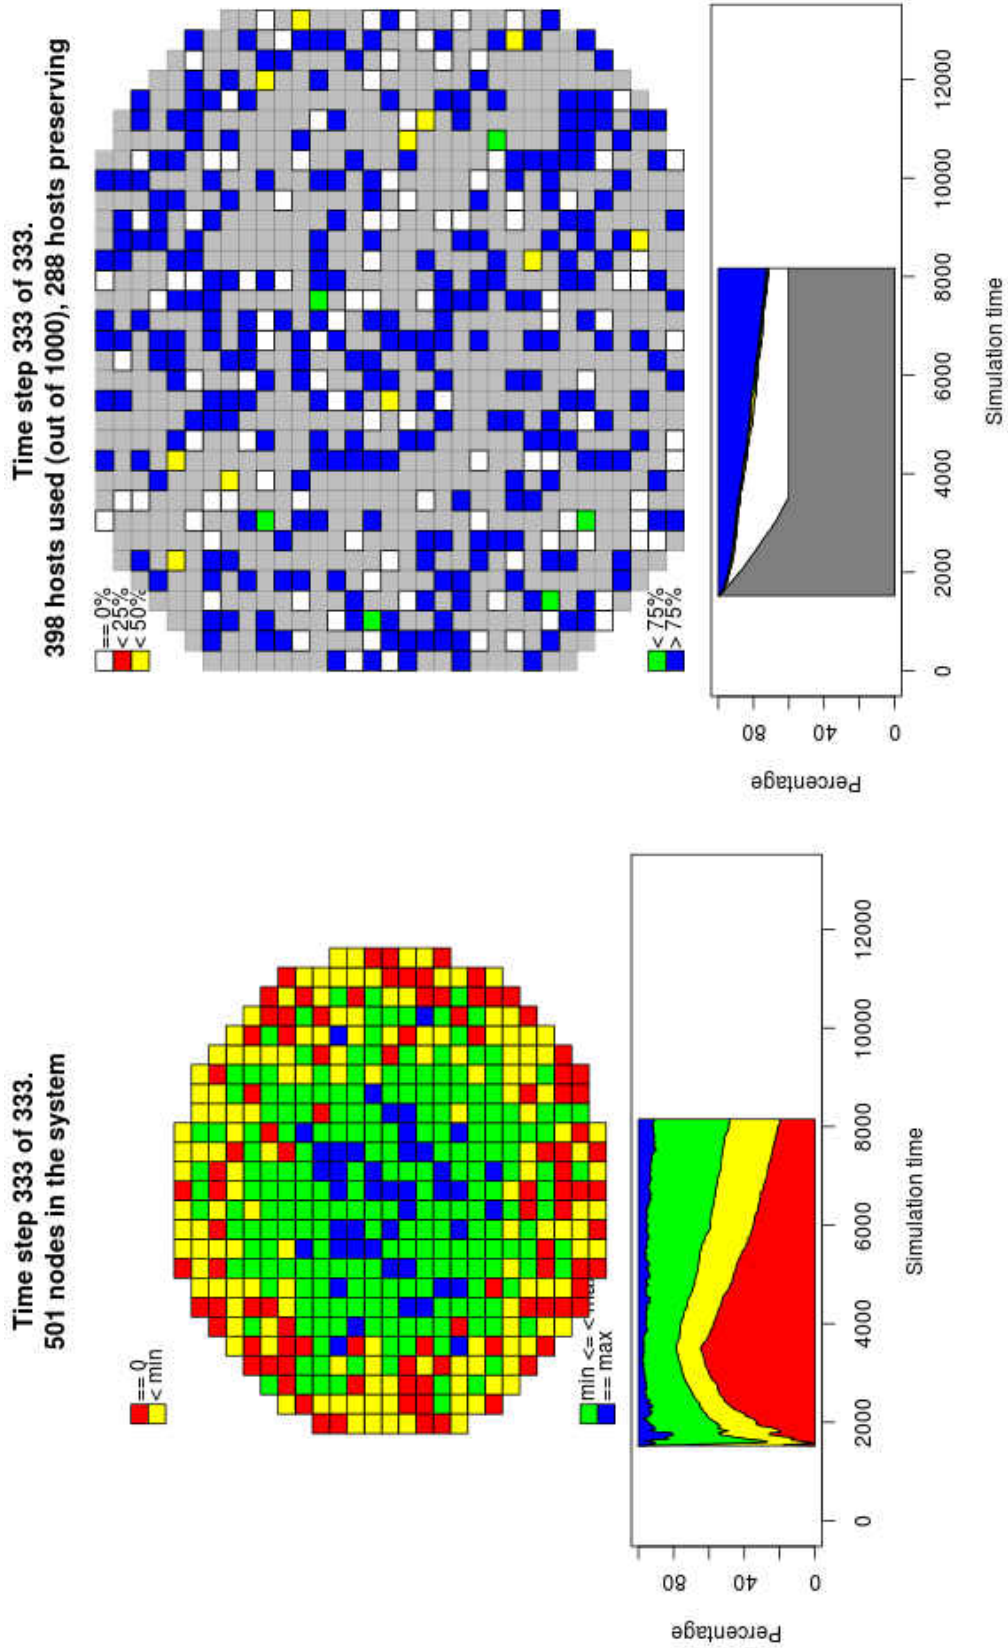 Time step 333 of 333.
501 nodes in the system
== 0
< min
min <= < max
== max
Percentage
0
40
80
0
2000
4000
6000
8000
10000
12000
Simulation time
Time step 333 of 333.
398 hosts used (out of 1000), 288 hosts preserving
== 0%
< 25%
< 50%
< 75%
> 75%
Percentage
0
40
80
0
2000
4000
6000
8000
10000
12000
Simulation time